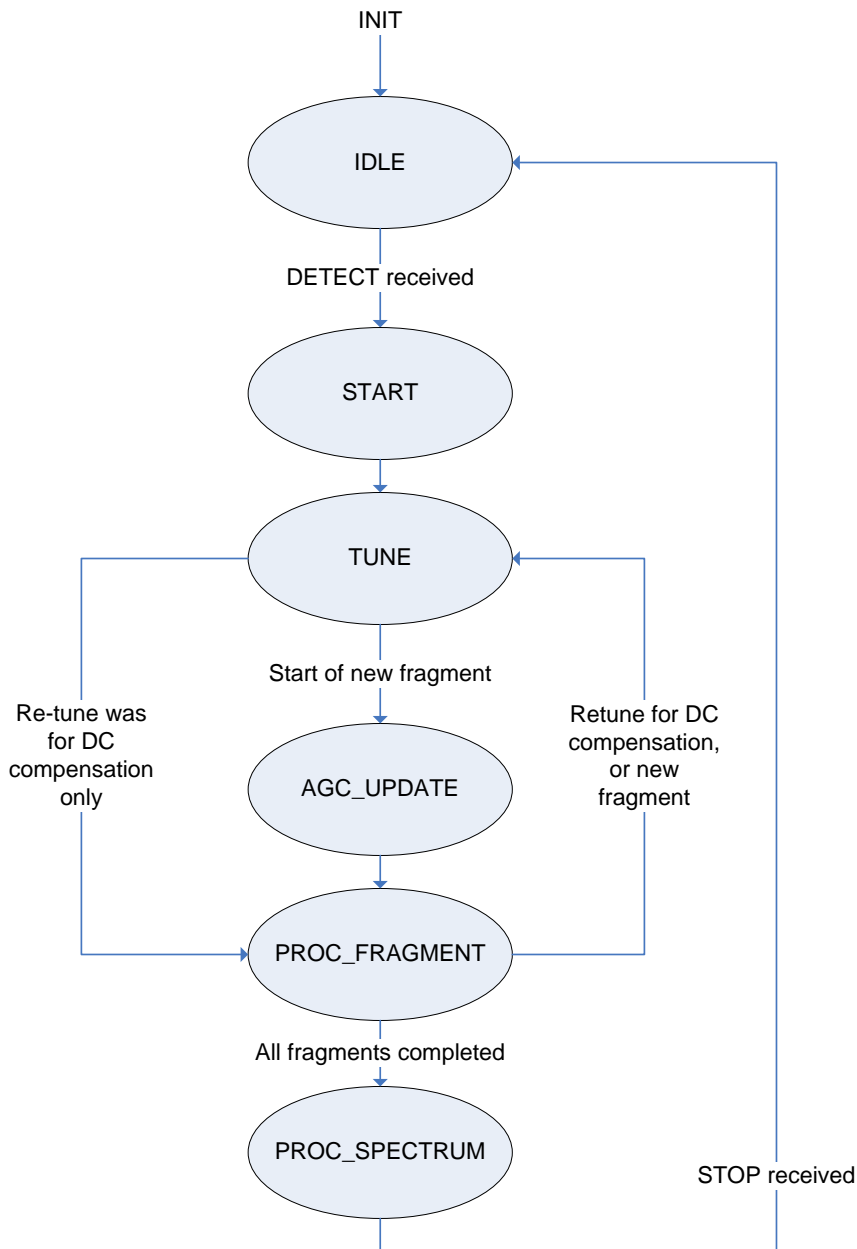 INIT
IDLE
DETECT received
START
TUNE
Start of new fragment
Re-tune was
for DC
compensation
only
Retune for DC
compensation,
or new
fragment
AGC_UPDATE
PROC_FRAGMENT
All fragments completed
PROC_SPECTRUM
STOP received